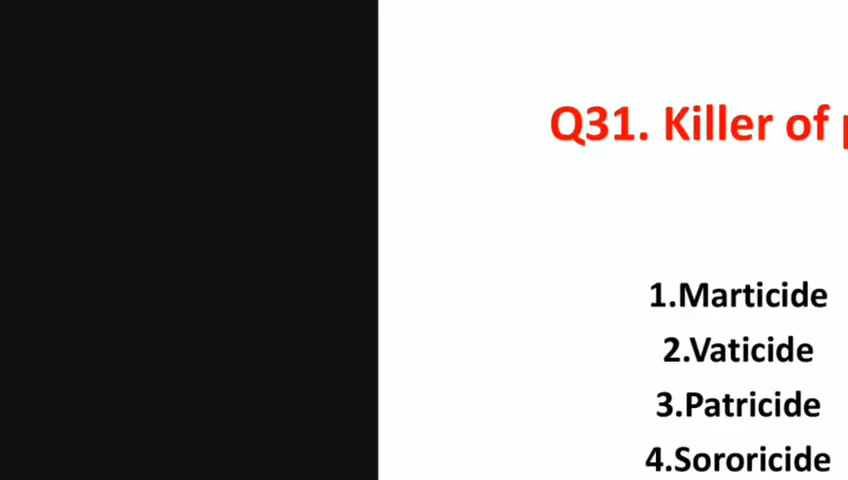 Q31. Killer of
1.Marticide
2.Vaticide
3.Patricide
4.Sororicide